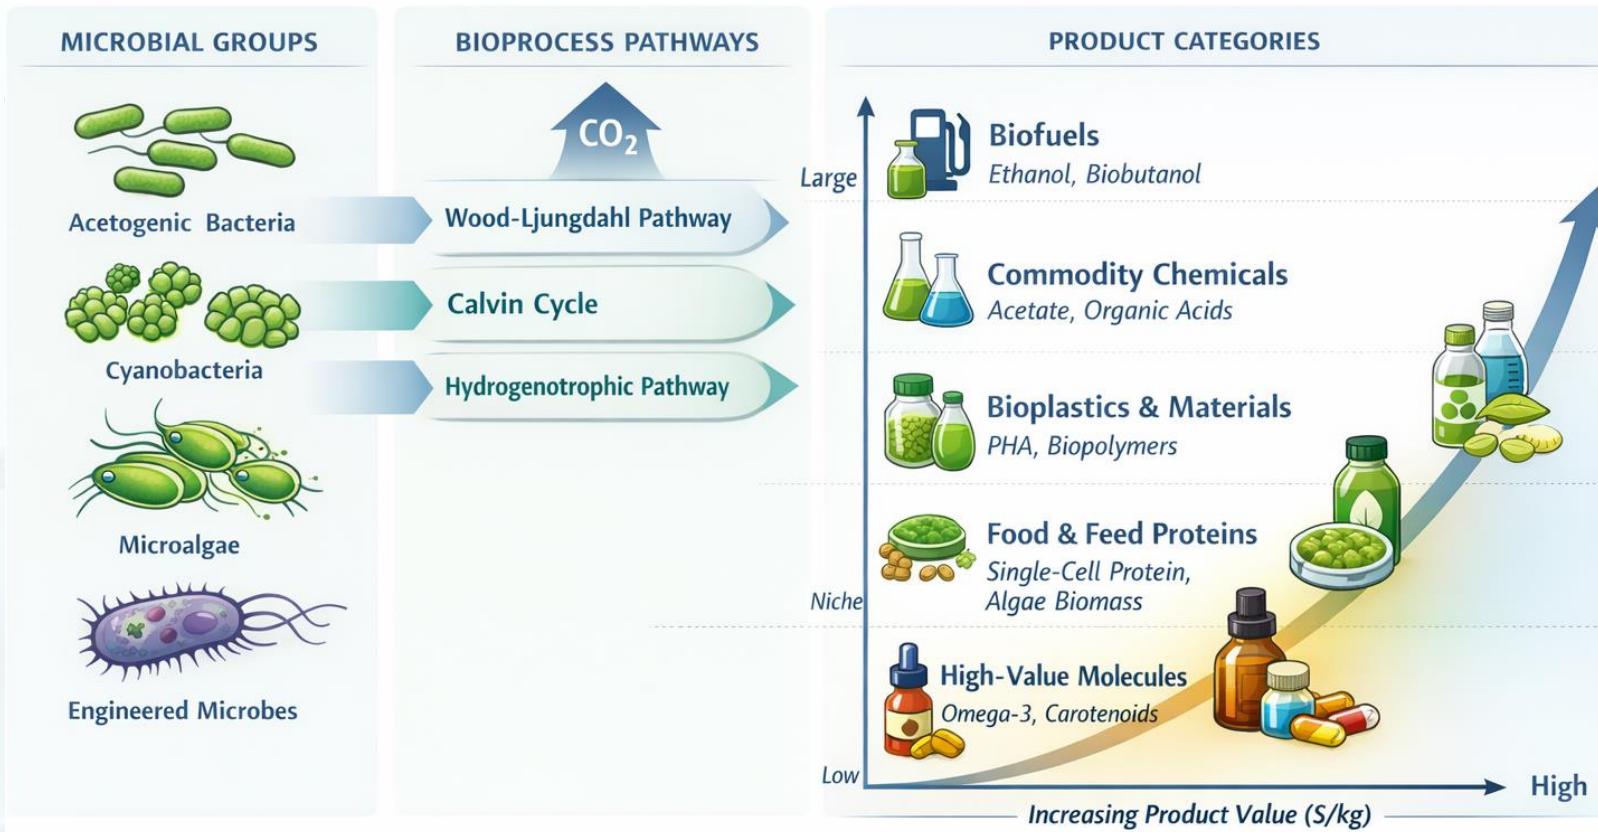 MICROBIAL GROUPS
Acetogenic Bacteria
Cyanobacteria
Microalgae
Engineered Microbes
BIOPROCESS PATHWAYS
CO₂
Wood-Ljungdahl Pathway
Calvin Cycle
Hydrogenotrophic Pathway
PRODUCT CATEGORIES
Large
Niche
Low
Biofuels
Ethanol, Biobutanol
Commodity Chemicals
Acetate, Organic Acids
Bioplastics & Materials
PHA, Biopolymers
Food & Feed Proteins
Single-Cell Protein,
Algae Biomass
High-Value Molecules
Omega-3, Carotenoids
High
Increasing Product Value (S/kg)